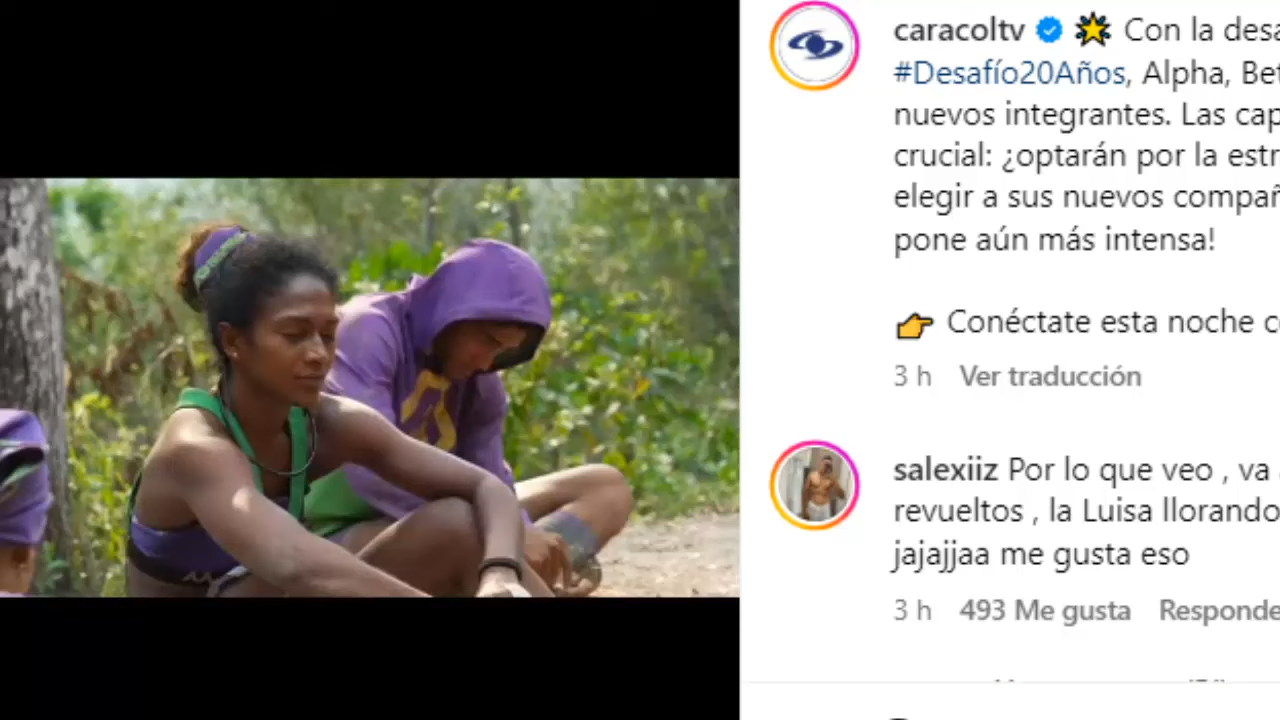 caracoltv Con la desa
#Desafío20Años, Alpha, Bet
nuevos integrantes. Las cap
crucial: ¿optarán por la estr
elegir a sus nuevos compañ
pone aún más intensa!
Conéctate esta noche c
3 h Ver traducción
salexiiz Por lo que veo , va
revueltos , la Luisa llorando
jajajjaa me gusta eso
3 h 493 Me gusta Responde